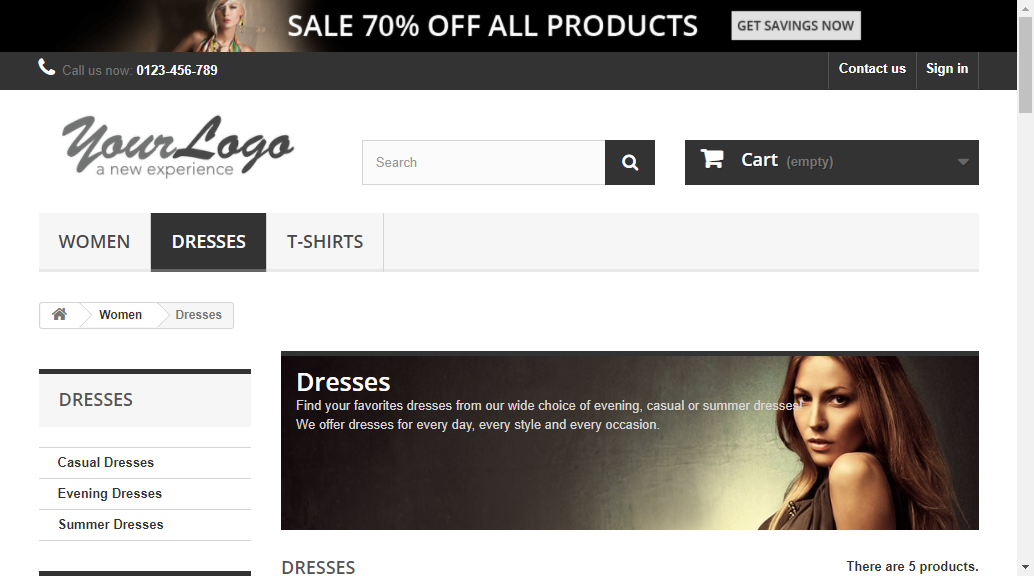 SALE 70% OFF ALL PRODUCTS
GET SAVINGS NOW
Call us now: 0123-456-789
Contact us
Sign in
YourLogo
a new experience
Search
Cart (empty)
WOMEN
DRESSES
T-SHIRTS
Women
Dresses
DRESSES
Casual Dresses
Evening Dresses
Summer Dresses
Dresses
Find your favorites dresses from our wide choice of evening, casual or summer dresses!
We offer dresses for every day, every style and every occasion.
DRESSES
There are 5 products.